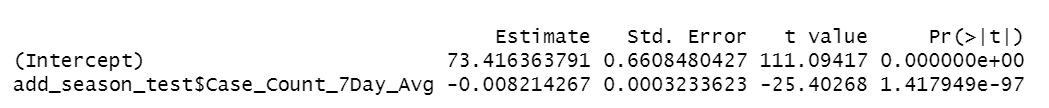 Estimate Std. Error t value Pr(>|t|)
(Intercept) 73.416363791 0.6608480427 111.09417 0.000000e+00
add_season_test$Case_Count_7Day_Avg -0.008214267 0.0003233623 -25.40268 1.417949e-97